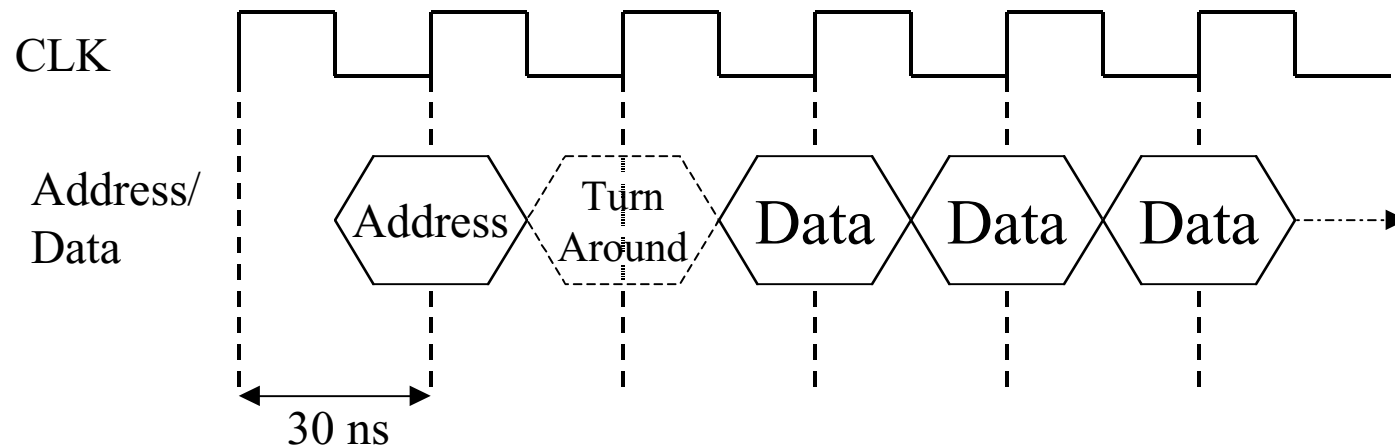 CLK
Address/
Data
Address
Turn
Around
Data
Data
Data
30 ns